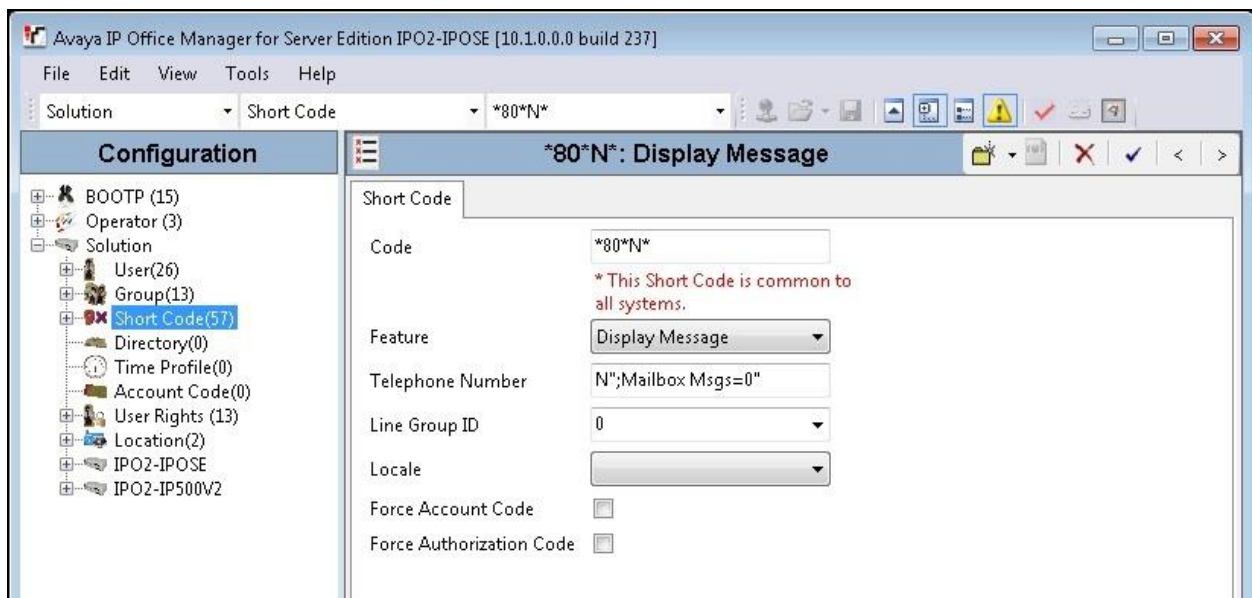 Avaya IP Office Manager for Server Edition IPO2-IPOSE [10.1.0.0.0 build 237]
File Edit View Tools Help
Solution Short Code *80*N*
Configuration
*80*N*: Display Message
BOOTP (15)
Operator (3)
Solution
User(26)
Group(13)
Short Code(57)
Directory(0)
Time Profile(0)
Account Code(0)
User Rights (13)
Location(2)
IPO2-IPOSE
IPO2-IP500V2
Short Code
Code *80*N*
* This Short Code is common to
all systems.
Feature Display Message
Telephone Number N";Mailbox Msgs=0"
Line Group ID 0
Locale
Force Account Code
Force Authorization Code